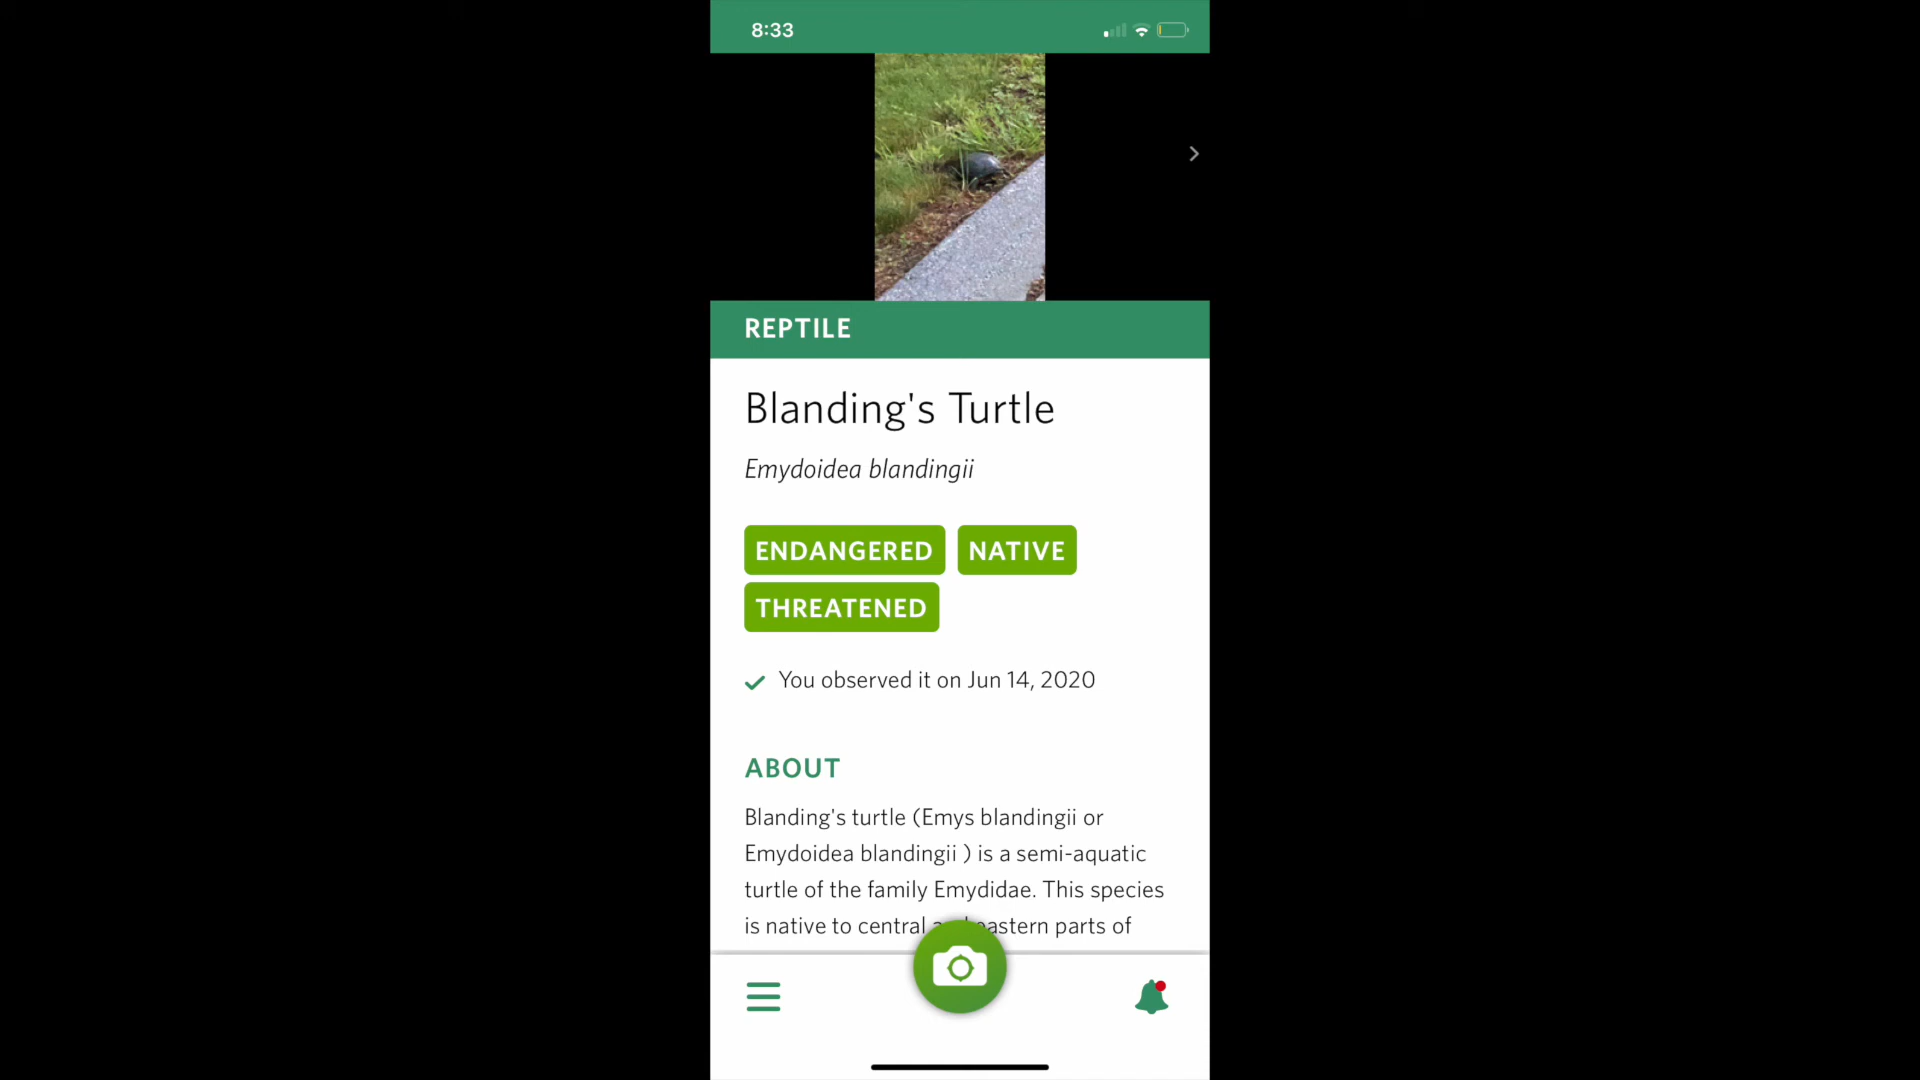 8:33
REPTILE
Blanding's Turtle
Emydoidea blandingii
ENDANGERED NATIVE
THREATENED
You observed it on Jun 14, 2020
ABOUT
Blanding's turtle (Emys blandingii or
Emydoidea blandingii ) is a semi-aquatic
turtle of the family Emydidae. This species
is native to central eastern parts of